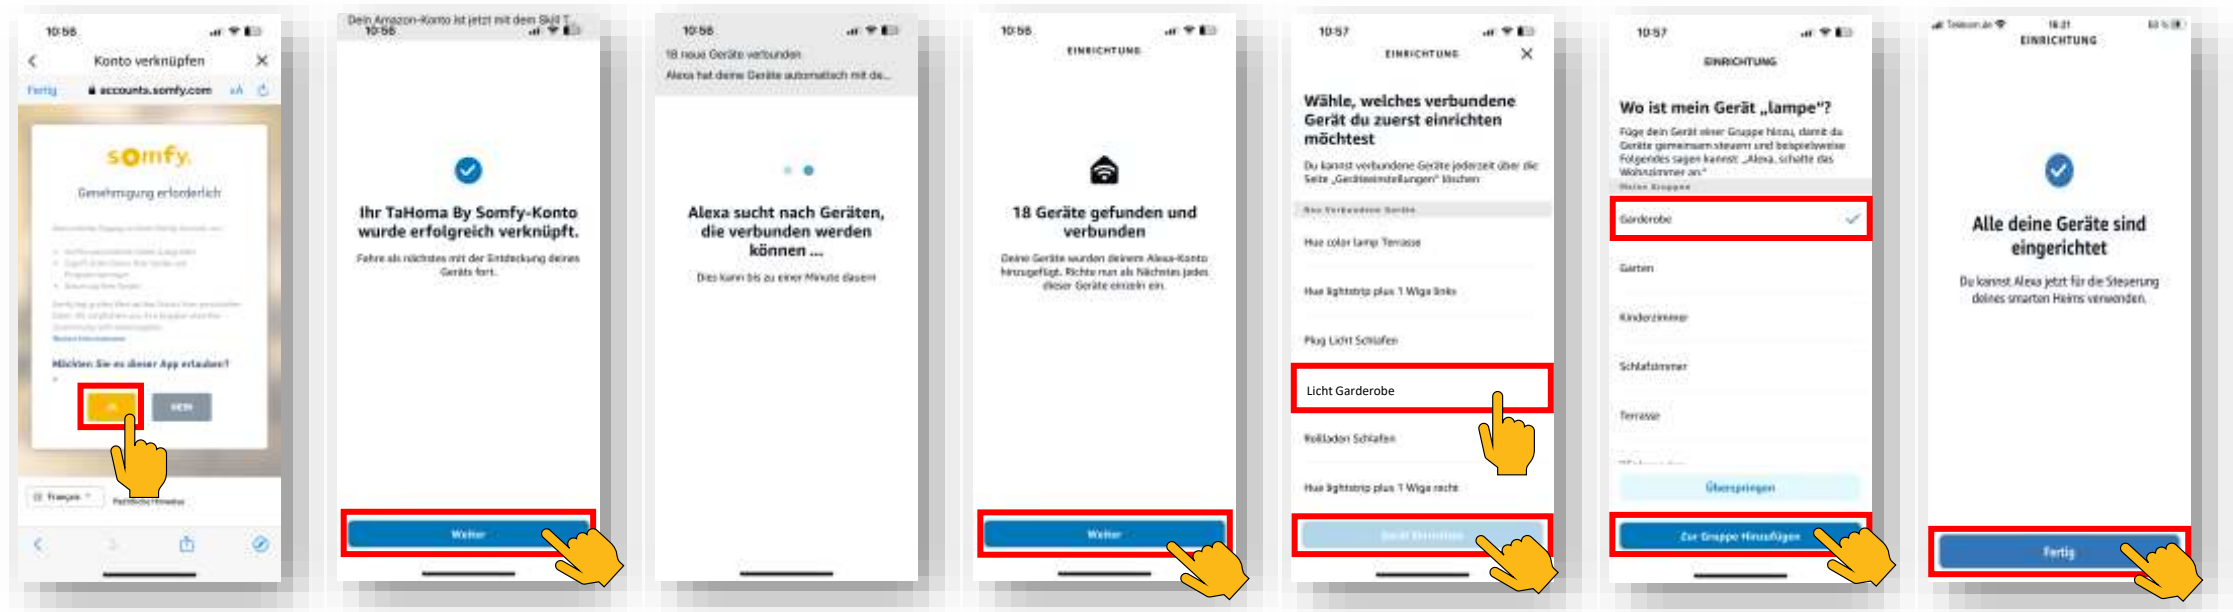 10:56
Konto verknüpfen
Fertig
accounts.somfy.com
AA
somfy.
Genehmigung erforderlich
Möchten Sie es dieser App erlauben?
JA
NEIN
Français
Dein Amazon-Konto ist jetzt mit dem Skill T...
10:56
Ihr TaHoma By Somfy-Konto
wurde erfolgreich verknüpft.
Fahre als nächstes mit der Entdeckung deines
Geräts fort.
Weiter
10:56
18 neue Geräte verbunden
Alexa hat deine Geräte automatisch mit de...
Alexa sucht nach Geräten,
die verbunden werden
können ...
Dies kann bis zu einer Minute dauern
10:56
EINRICHTUNG
18 Geräte gefunden und
verbunden
Deine Geräte wurden deinem Alexa-Konto
hinzugefügt. Richte nun als Nächstes jedes
dieser Geräte einzeln ein.
Weiter
10:57
EINRICHTUNG
Wähle, welches verbundene
Gerät du zuerst einrichten
möchtest
Du kannst verbundene Geräte jederzeit über die
Seite „Geräteeinstellungen" löschen
Neu Verbundene Geräte
Hue color lamp Terrasse
Hue lightstrip plus 1 Wiga links
Plug Licht Schlafen
Licht Garderobe
Rollladen Schlafen
Hue lightstrip plus 1 Wiga recht
10:57
EINRICHTUNG
Wo ist mein Gerät „lampe"?
Füge dein Gerät einer Gruppe hinzu, damit du
Geräte gemeinsam steuern und beispielsweise
Folgendes sagen kannst: „Alexa, schalte das
Wohnzimmer an."
Meine Gruppen
Garderobe
Garten
Kinderzimmer
Schlafzimmer
Terrasse
Überspringen
Zur Gruppe Hinzufügen
Telekom.de
16:21
EINRICHTUNG
Alle deine Geräte sind
eingerichtet
Du kannst Alexa jetzt für die Steuerung
deines smarten Heims verwenden.
Fertig